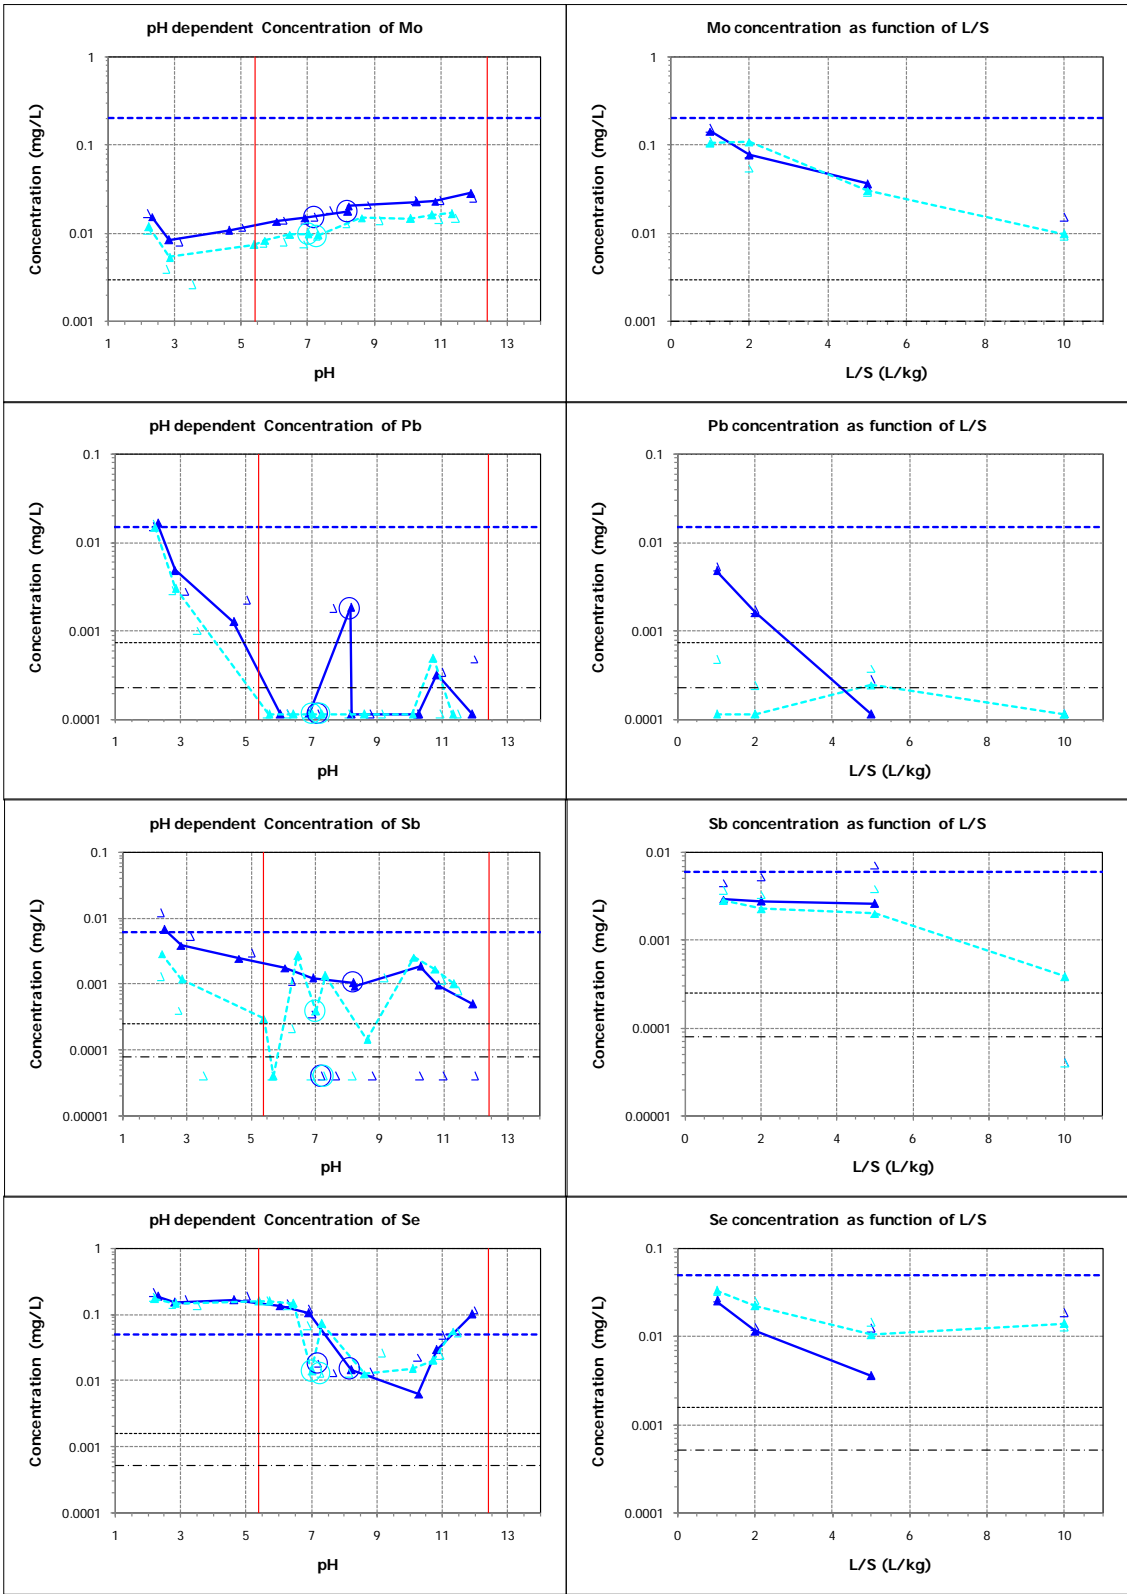 pH dependent Concentration of Mo
Concentration (mg/L)
1
0.1
0.01
0.001
1 3 5 7 9 11 13
pH
Mo concentration as function of L/S
Concentration (mg/L)
1
0.1
0.01
0.001
0 2 4 6 8 10
L/S (L/kg)
pH dependent Concentration of Pb
Concentration (mg/L)
0.1
0.01
0.001
0.0001
1 3 5 7 9 11 13
pH
Pb concentration as function of L/S
Concentration (mg/L)
0.1
0.01
0.001
0.0001
0 2 4 6 8 10
L/S (L/kg)
pH dependent Concentration of Sb
Concentration (mg/L)
0.1
0.01
0.001
0.0001
0.00001
1 3 5 7 9 11 13
pH
Sb concentration as function of L/S
Concentration (mg/L)
0.01
0.001
0.0001
0.00001
0 2 4 6 8 10
L/S (L/kg)
pH dependent Concentration of Se
Concentration (mg/L)
1
0.1
0.01
0.001
0.0001
1 3 5 7 9 11 13
pH
Se concentration as function of L/S
Concentration (mg/L)
0.1
0.01
0.001
0.0001
0 2 4 6 8 10
L/S (L/kg)